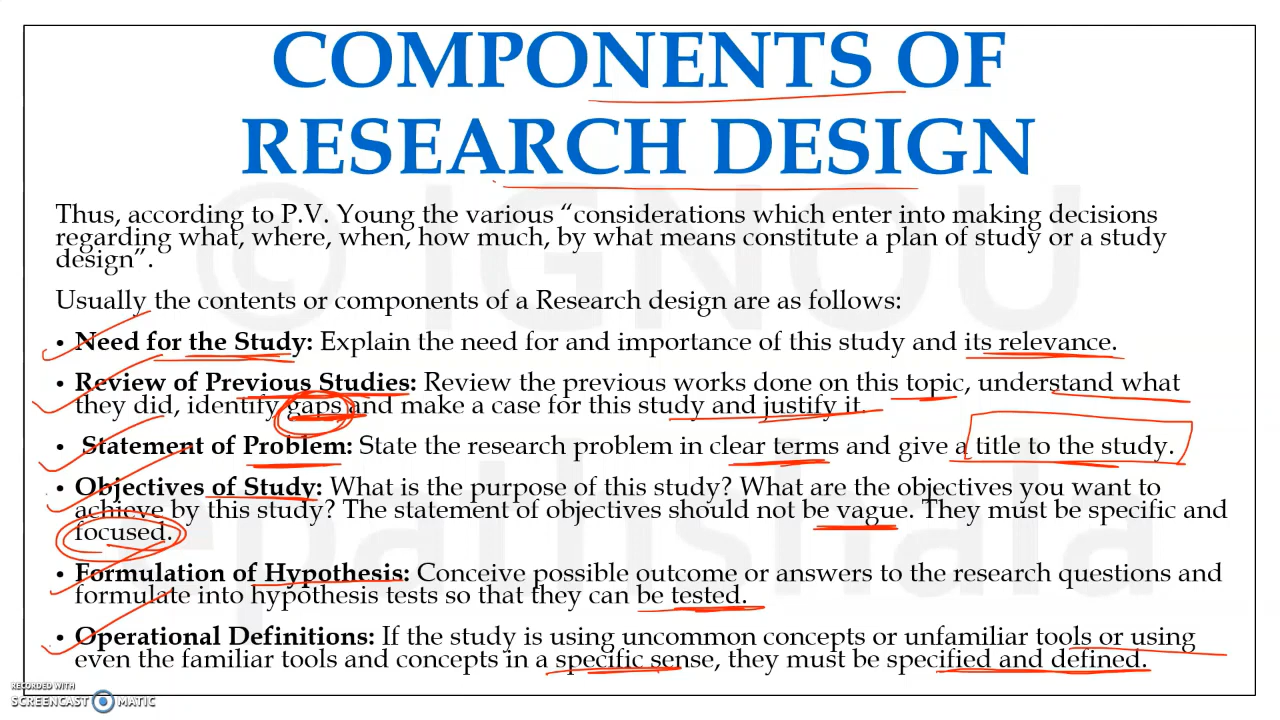 COMPONENTS OF
RESEARCH DESIGN
Thus, according to P.V. Young the various “considerations which enter into making decisions
regarding what, where, when, how much, by what means constitute a plan of study or a study
design”.
Usually the contents or components of a Research design are as follows:
• Need for the Study: Explain the need for and importance of this study and its relevance.
• Review of Previous Studies: Review the previous works done on this topic, understand what
they did, identify gaps and make a case for this study and justify it.
• Statement of Problem: State the research problem in clear terms and give a title to the study.
• Objectives of Study: What is the purpose of this study? What are the objectives you want to
achieve by this study? The statement of objectives should not be vague. They must be specific and
focused.
• Formulation of Hypothesis: Conceive possible outcome or answers to the research questions and
formulate into hypothesis tests so that they can be tested.
• Operational Definitions: If the study is using uncommon concepts or unfamiliar tools or using
even the familiar tools and concepts in a specific sense, they must be specified and defined.
© IGNOU
epathshala
RECORDED WITH
SCREENCAST MATIC